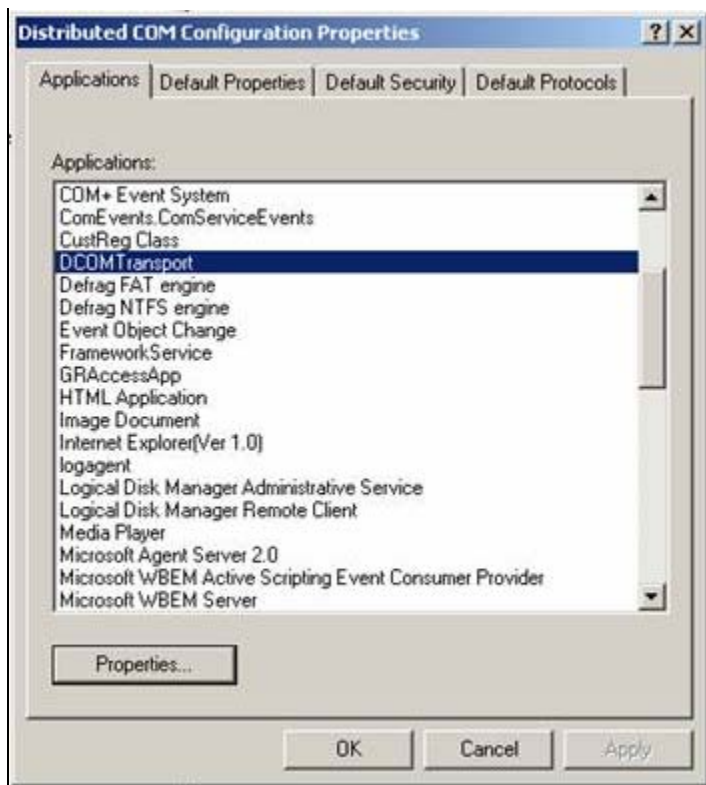 Distributed COM Configuration Properties
Applications Default Properties Default Security Default Protocols
Applications:
COM+ Event System
ComEvents.ComServiceEvents
CustReg Class
DCOMTransport
Defrag FAT engine
Defrag NTFS engine
Event Object Change
FrameworkService
GRAccessApp
HTML Application
Image Document
Internet Explorer(Ver 1.0)
logagent
Logical Disk Manager Administrative Service
Logical Disk Manager Remote Client
Media Player
Microsoft Agent Server 2.0
Microsoft WBEM Active Scripting Event Consumer Provider
Microsoft WBEM Server
Properties...
OK Cancel Apply